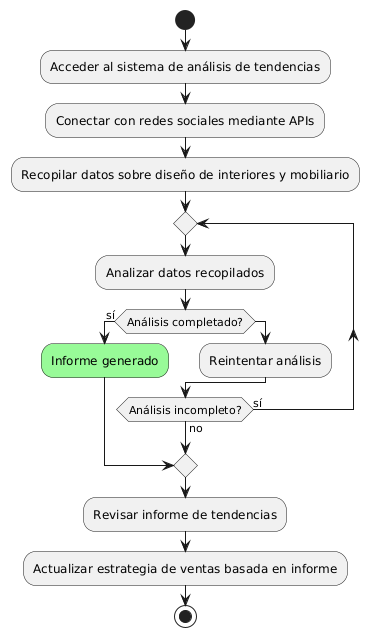 Acceder al sistema de análisis de tendencias
Conectar con redes sociales mediante APIs
Recopilar datos sobre diseño de interiores y mobiliario
Analizar datos recopilados
sí
Análisis completado?
Informe generado
Reintentar análisis
Análisis incompleto?
sí
no
Revisar informe de tendencias
Actualizar estrategia de ventas basada en informe